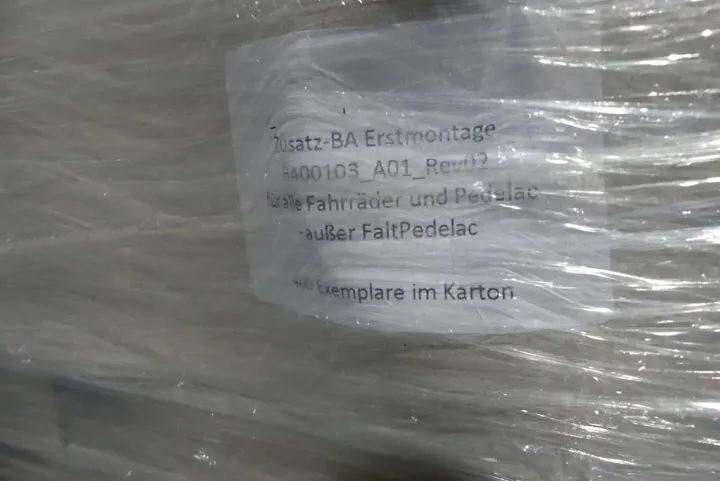 Zusatz-BA Erstmontage
BA00103_A01_Rev02
für alle Fahrräder und Pedelac
-außer FaltPedelac
Exemplare im Karton